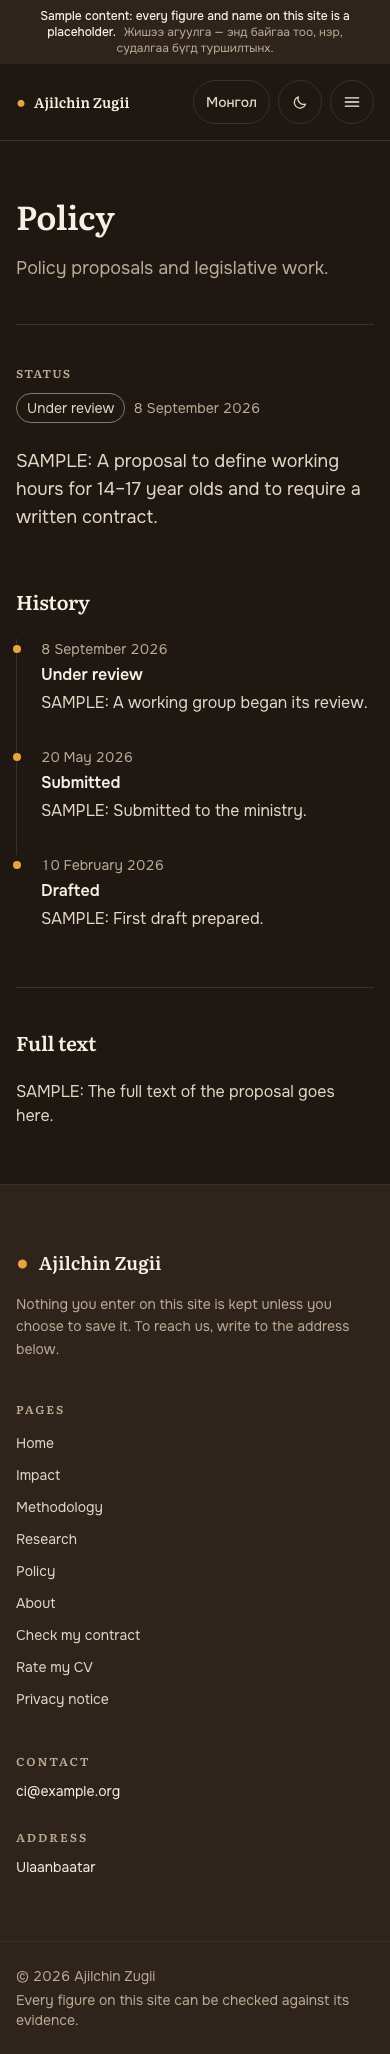 Sample content: every figure and name on this site is a
placeholder. Жишээ агуулга — энд байгаа тоо, нэр,
судалгаа бүгд туршилтынх.
Ajilchin Zugii
Монгол
Policy
Policy proposals and legislative work.
STATUS
Under review 8 September 2026
SAMPLE: A proposal to define working
hours for 14–17 year olds and to require a
written contract.
History
8 September 2026
Under review
SAMPLE: A working group began its review.
20 May 2026
Submitted
SAMPLE: Submitted to the ministry.
10 February 2026
Drafted
SAMPLE: First draft prepared.
Full text
SAMPLE: The full text of the proposal goes
here.
Ajilchin Zugii
Nothing you enter on this site is kept unless you
choose to save it. To reach us, write to the address
below.
PAGES
Home
Impact
Methodology
Research
Policy
About
Check my contract
Rate my CV
Privacy notice
CONTACT
ci@example.org
ADDRESS
Ulaanbaatar
© 2026 Ajilchin Zugii
Every figure on this site can be checked against its
evidence.